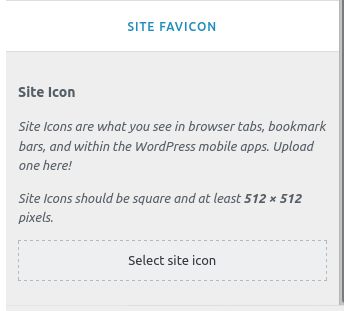 SITE FAVICON
Site Icon
Site Icons are what you see in browser tabs, bookmark
bars, and within the WordPress mobile apps. Upload
one here!
Site Icons should be square and at least 512 × 512
pixels.
Select site icon